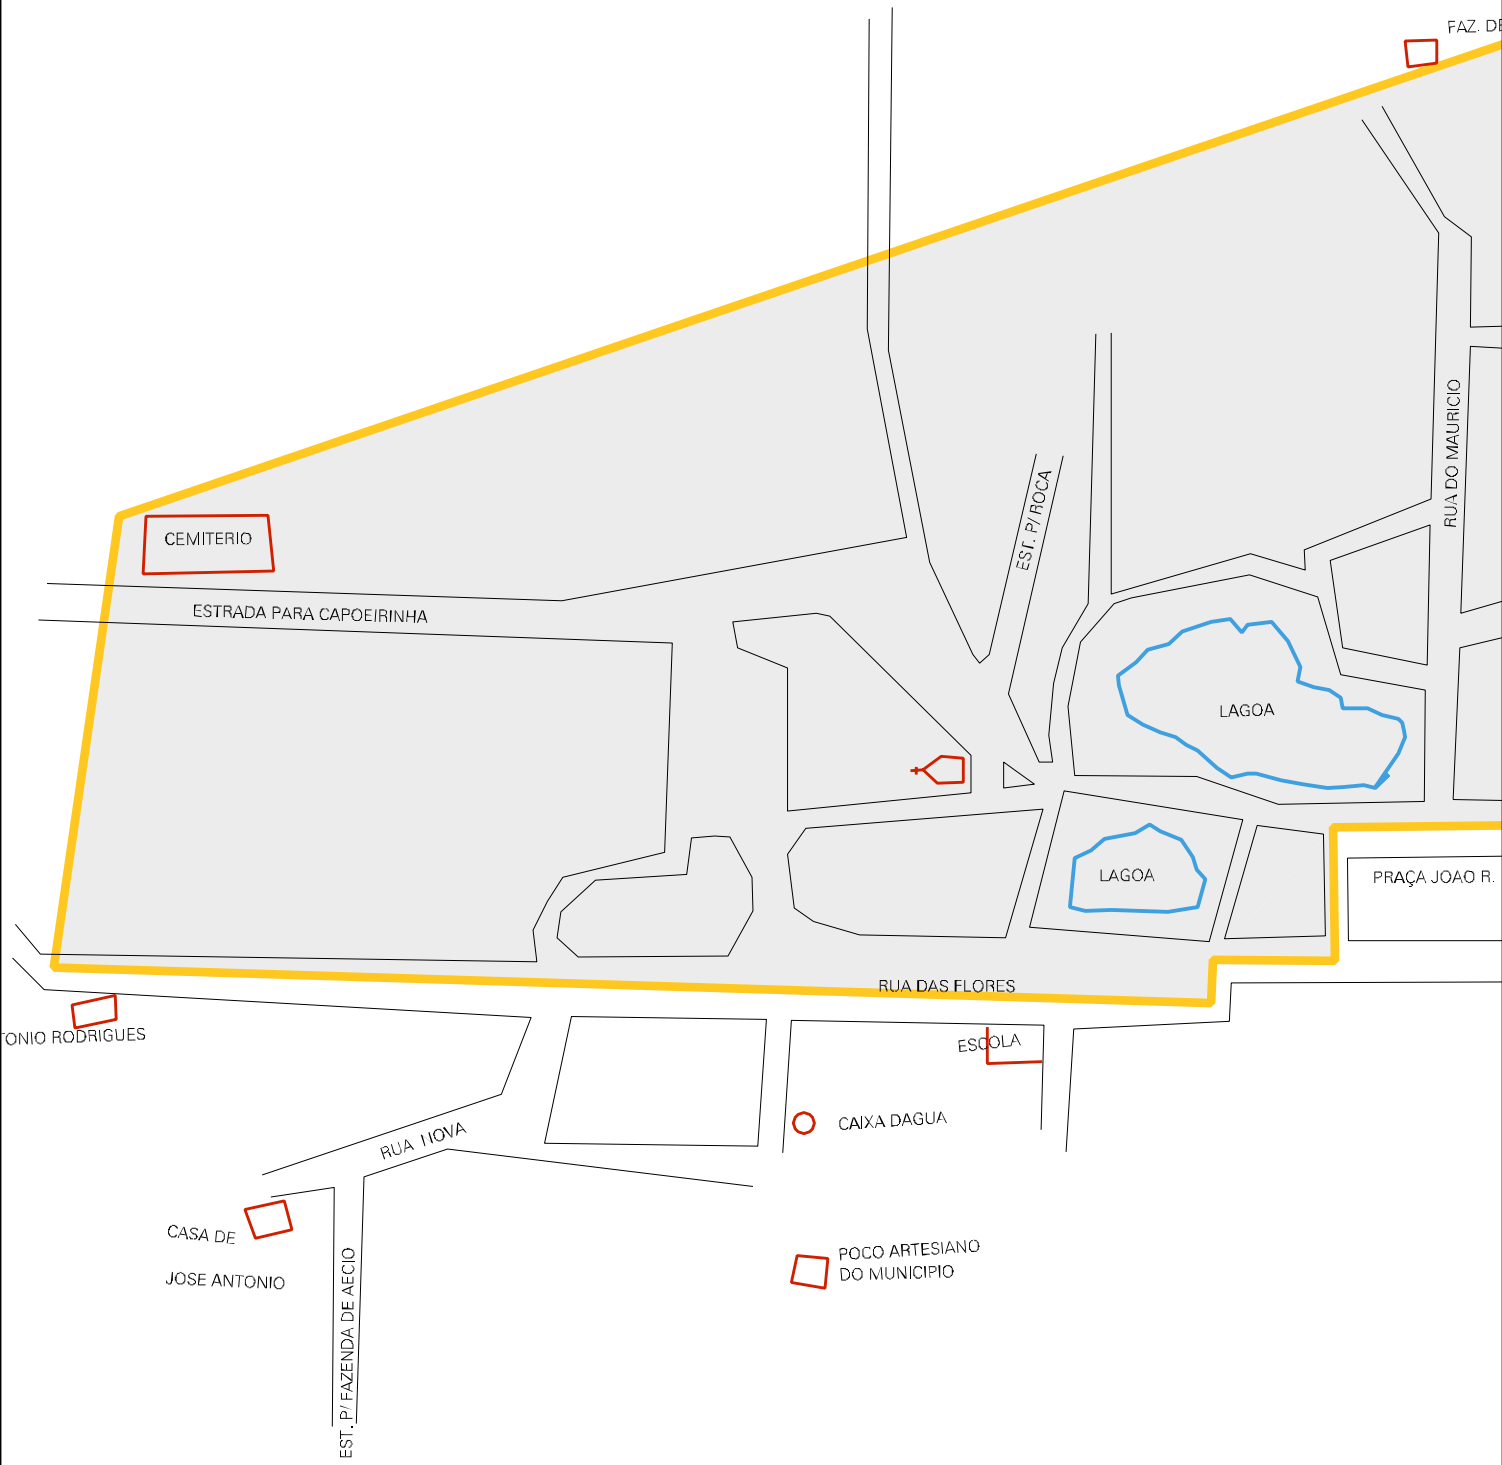 FAZ. DE
RUA DO MAURICIO
EST. P/ ROCA
CEMITERIO
ESTRADA PARA CAPOEIRINHA
LAGOA
LAGOA
PRAÇA JOAO R.
RUA DAS FLORES
TONIO RODRIGUES
ESCOLA
CAIXA DAGUA
RUA NOVA
CASA DE
JOSE ANTONIO
POCO ARTESIANO
DO MUNICIPIO
EST. P/ FAZENDA DE AECIO